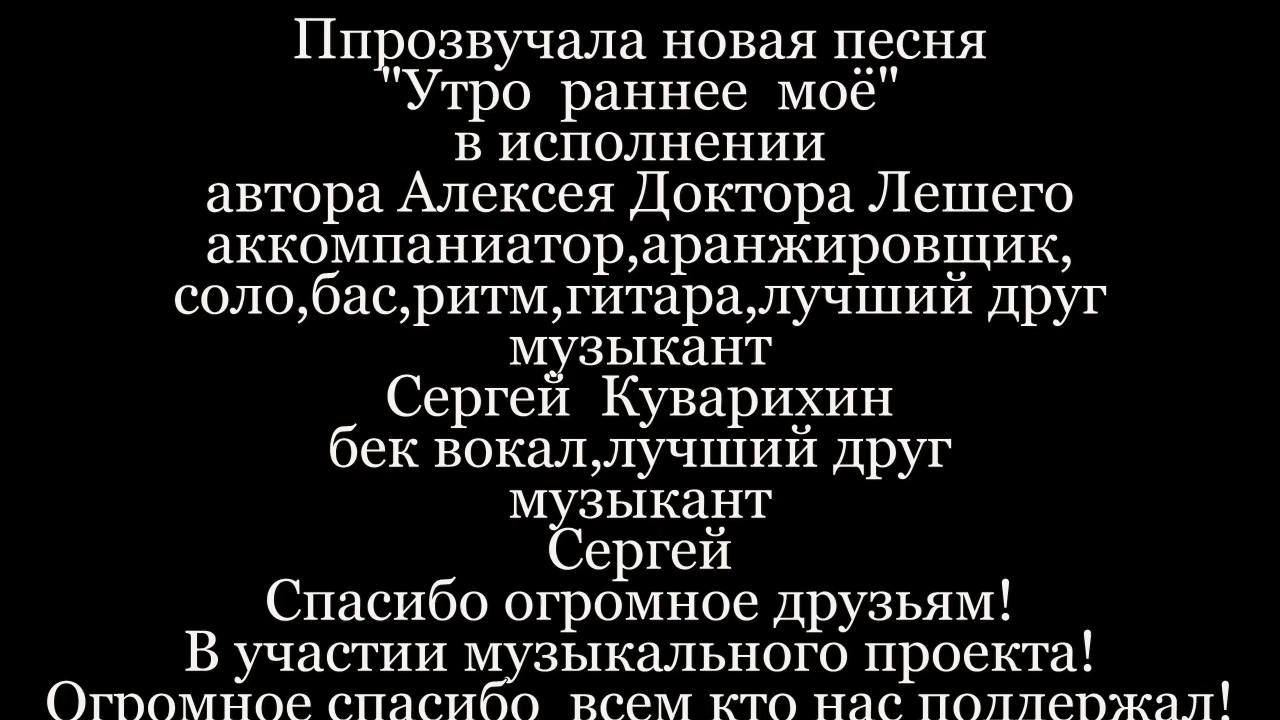 Ппрозвучала новая песня
"Утро раннее моё"
в исполнении
автора Алексея Доктора Лешего
аккомпаниатор,аранжировщик,
соло,бас,ритм,гитара,лучший друг
музыкант
Сергей Куварихин
бек вокал,лучший друг
музыкант
Сергей
Спасибо огромное друзьям!
В участии музыкального проекта!
Огромное спасибо всем кто нас поддержал!